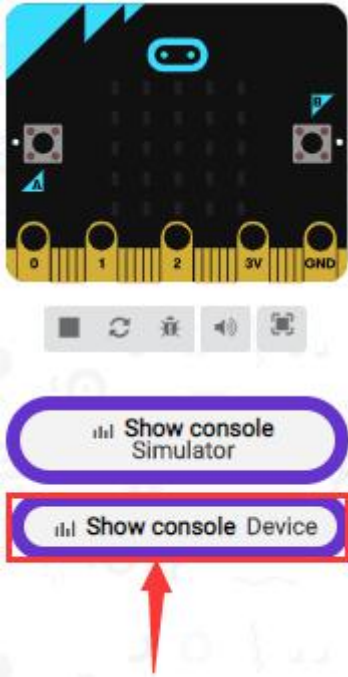 B
A
0 1 2 3V GND
Show console
Simulator
Show console Device